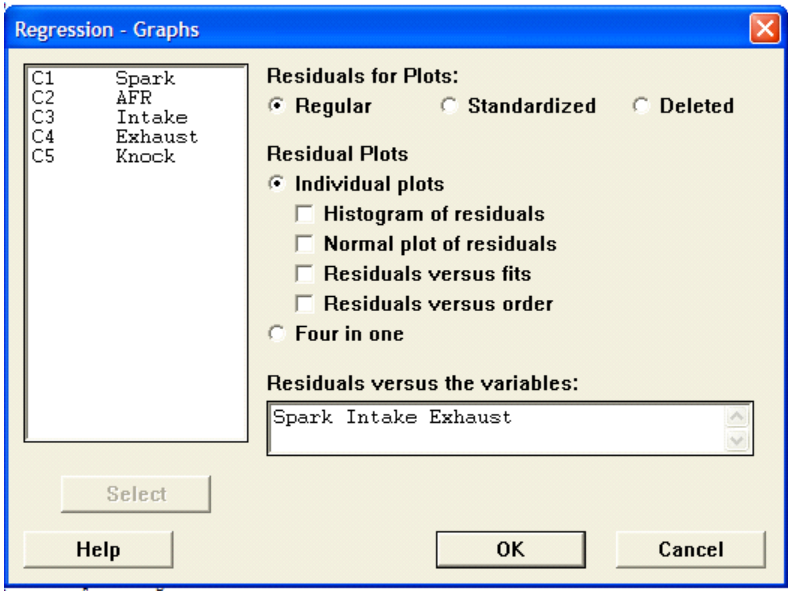 Regression - Graphs
C1 Spark
C2 AFR
C3 Intake
C4 Exhaust
C5 Knock
Residuals for Plots:
Regular Standardized Deleted
Residual Plots
Individual plots
Histogram of residuals
Normal plot of residuals
Residuals versus fits
Residuals versus order
Four in one
Residuals versus the variables:
Spark Intake Exhaust
Select
Help OK Cancel